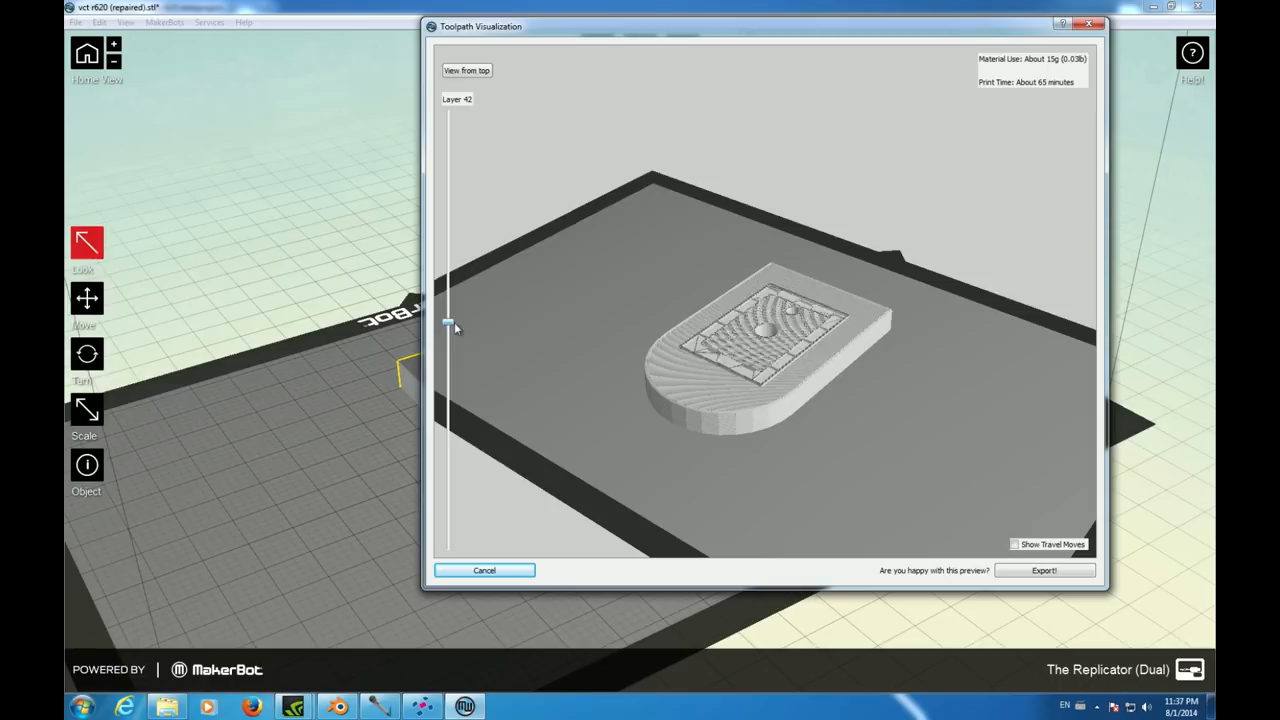 vct r620 (repaired).stl*
File Edit View MakerBots Services Help
Home View
Help!
Look
Move
Turn
Scale
Object
Toolpath Visualization
View from top
Material Use: About 15g (0.03lb)
Print Time: About 65 minutes
Layer 42
Show Travel Moves
Cancel
Are you happy with this preview?
Export!
POWERED BY
MakerBot
The Replicator (Dual)
EN
11:37 PM
8/1/2014